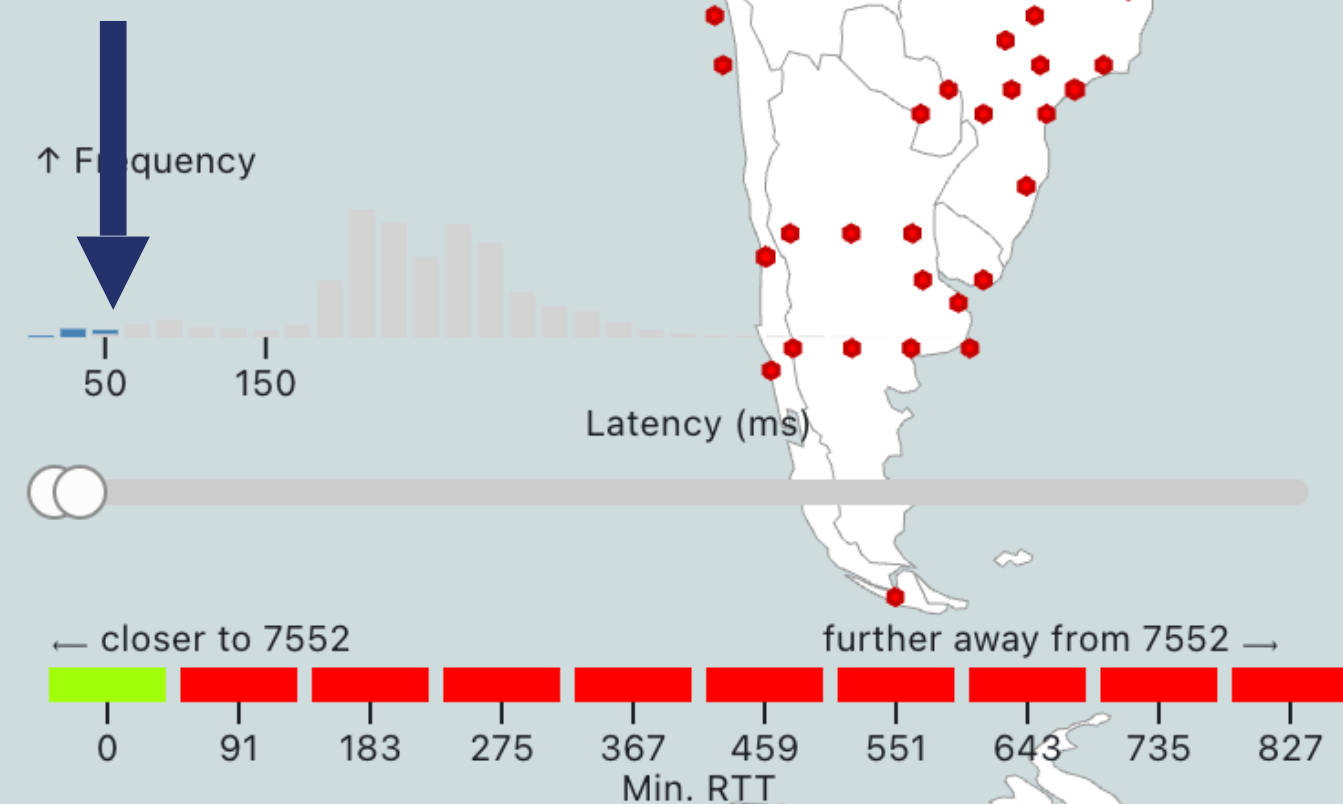 ↑ Frequency
50 150
Latency (ms)
← closer to 7552 further away from 7552 →
0 91 183 275 367 459 551 643 735 827
Min. RTT